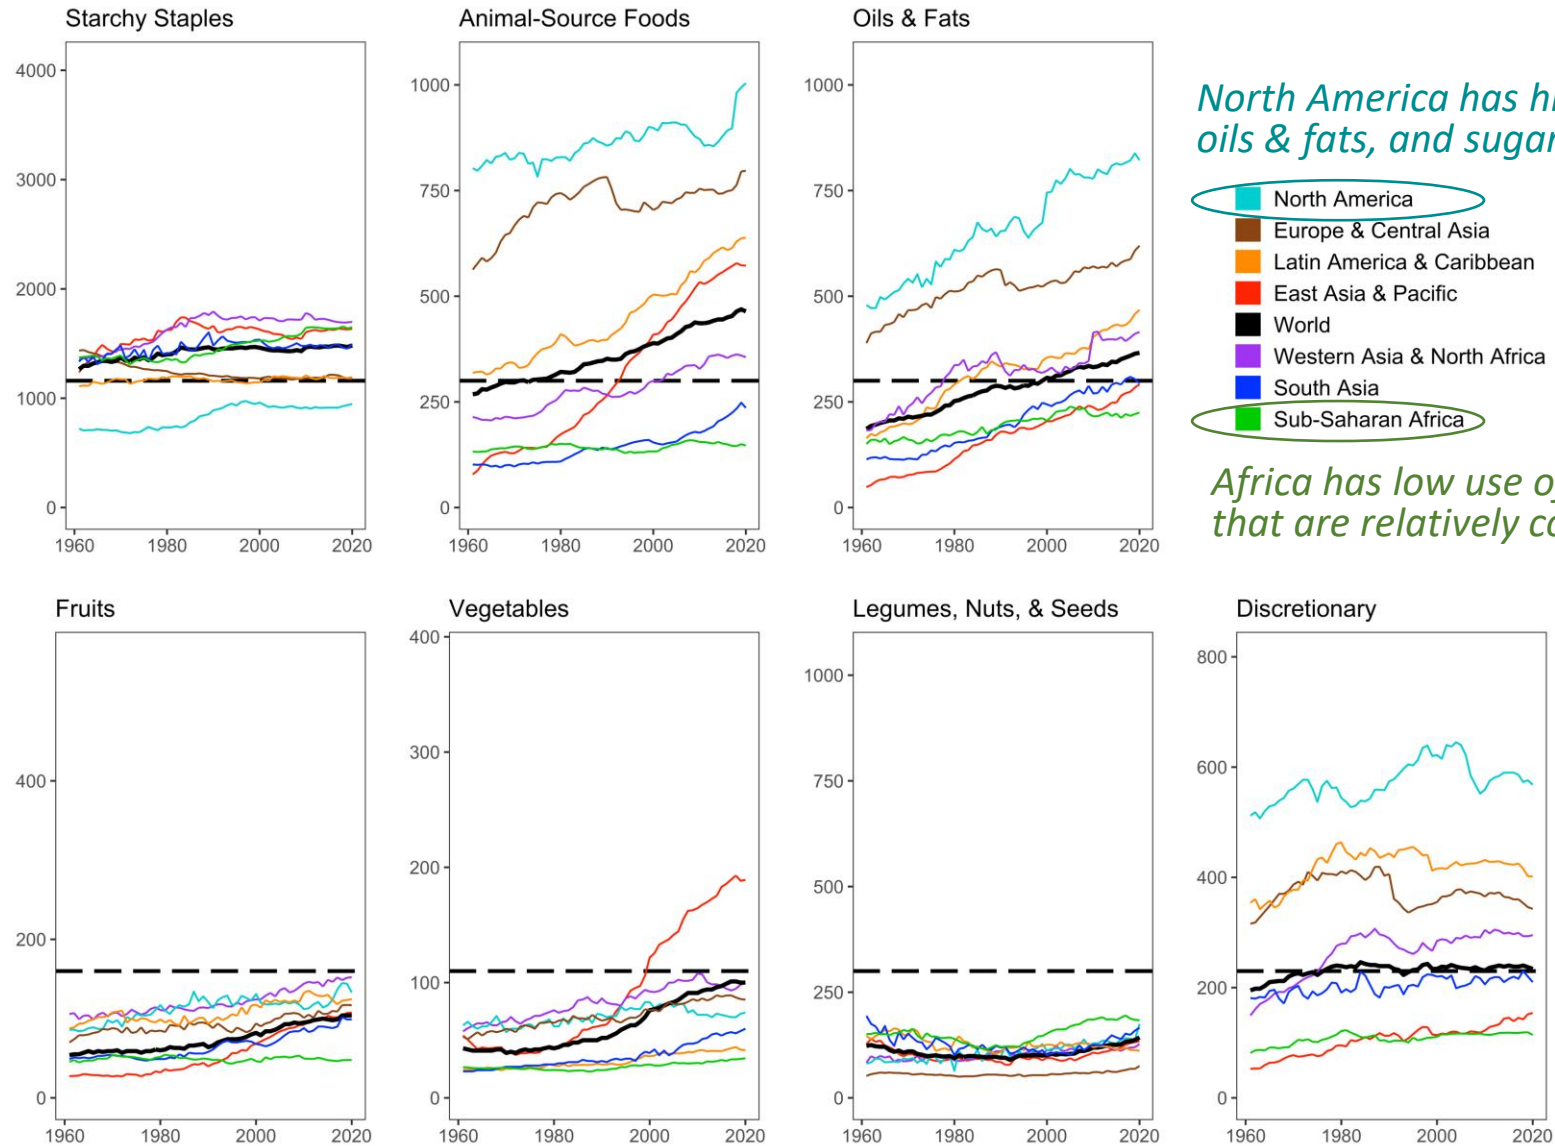 Starchy Staples
Animal-Source Foods
Oils & Fats
4000
3000
2000
1000
0
1960 1980 2000 2020
1000
750
500
250
0
1960 1980 2000 2020
1000
750
500
250
0
1960 1980 2000 2020
North America has
oils & fats, and sugar
North America
Europe & Central Asia
Latin America & Caribbean
East Asia & Pacific
World
Western Asia & North Africa
South Asia
Sub-Saharan Africa
Africa has low use
that are relatively
Fruits
Vegetables
Legumes, Nuts, & Seeds
Discretionary
400
200
0
1960 1980 2000 2020
400
300
200
100
0
1960 1980 2000 2020
1000
750
500
250
0
1960 1980 2000 2020
800
600
400
200
0
1960 1980 2000 2020